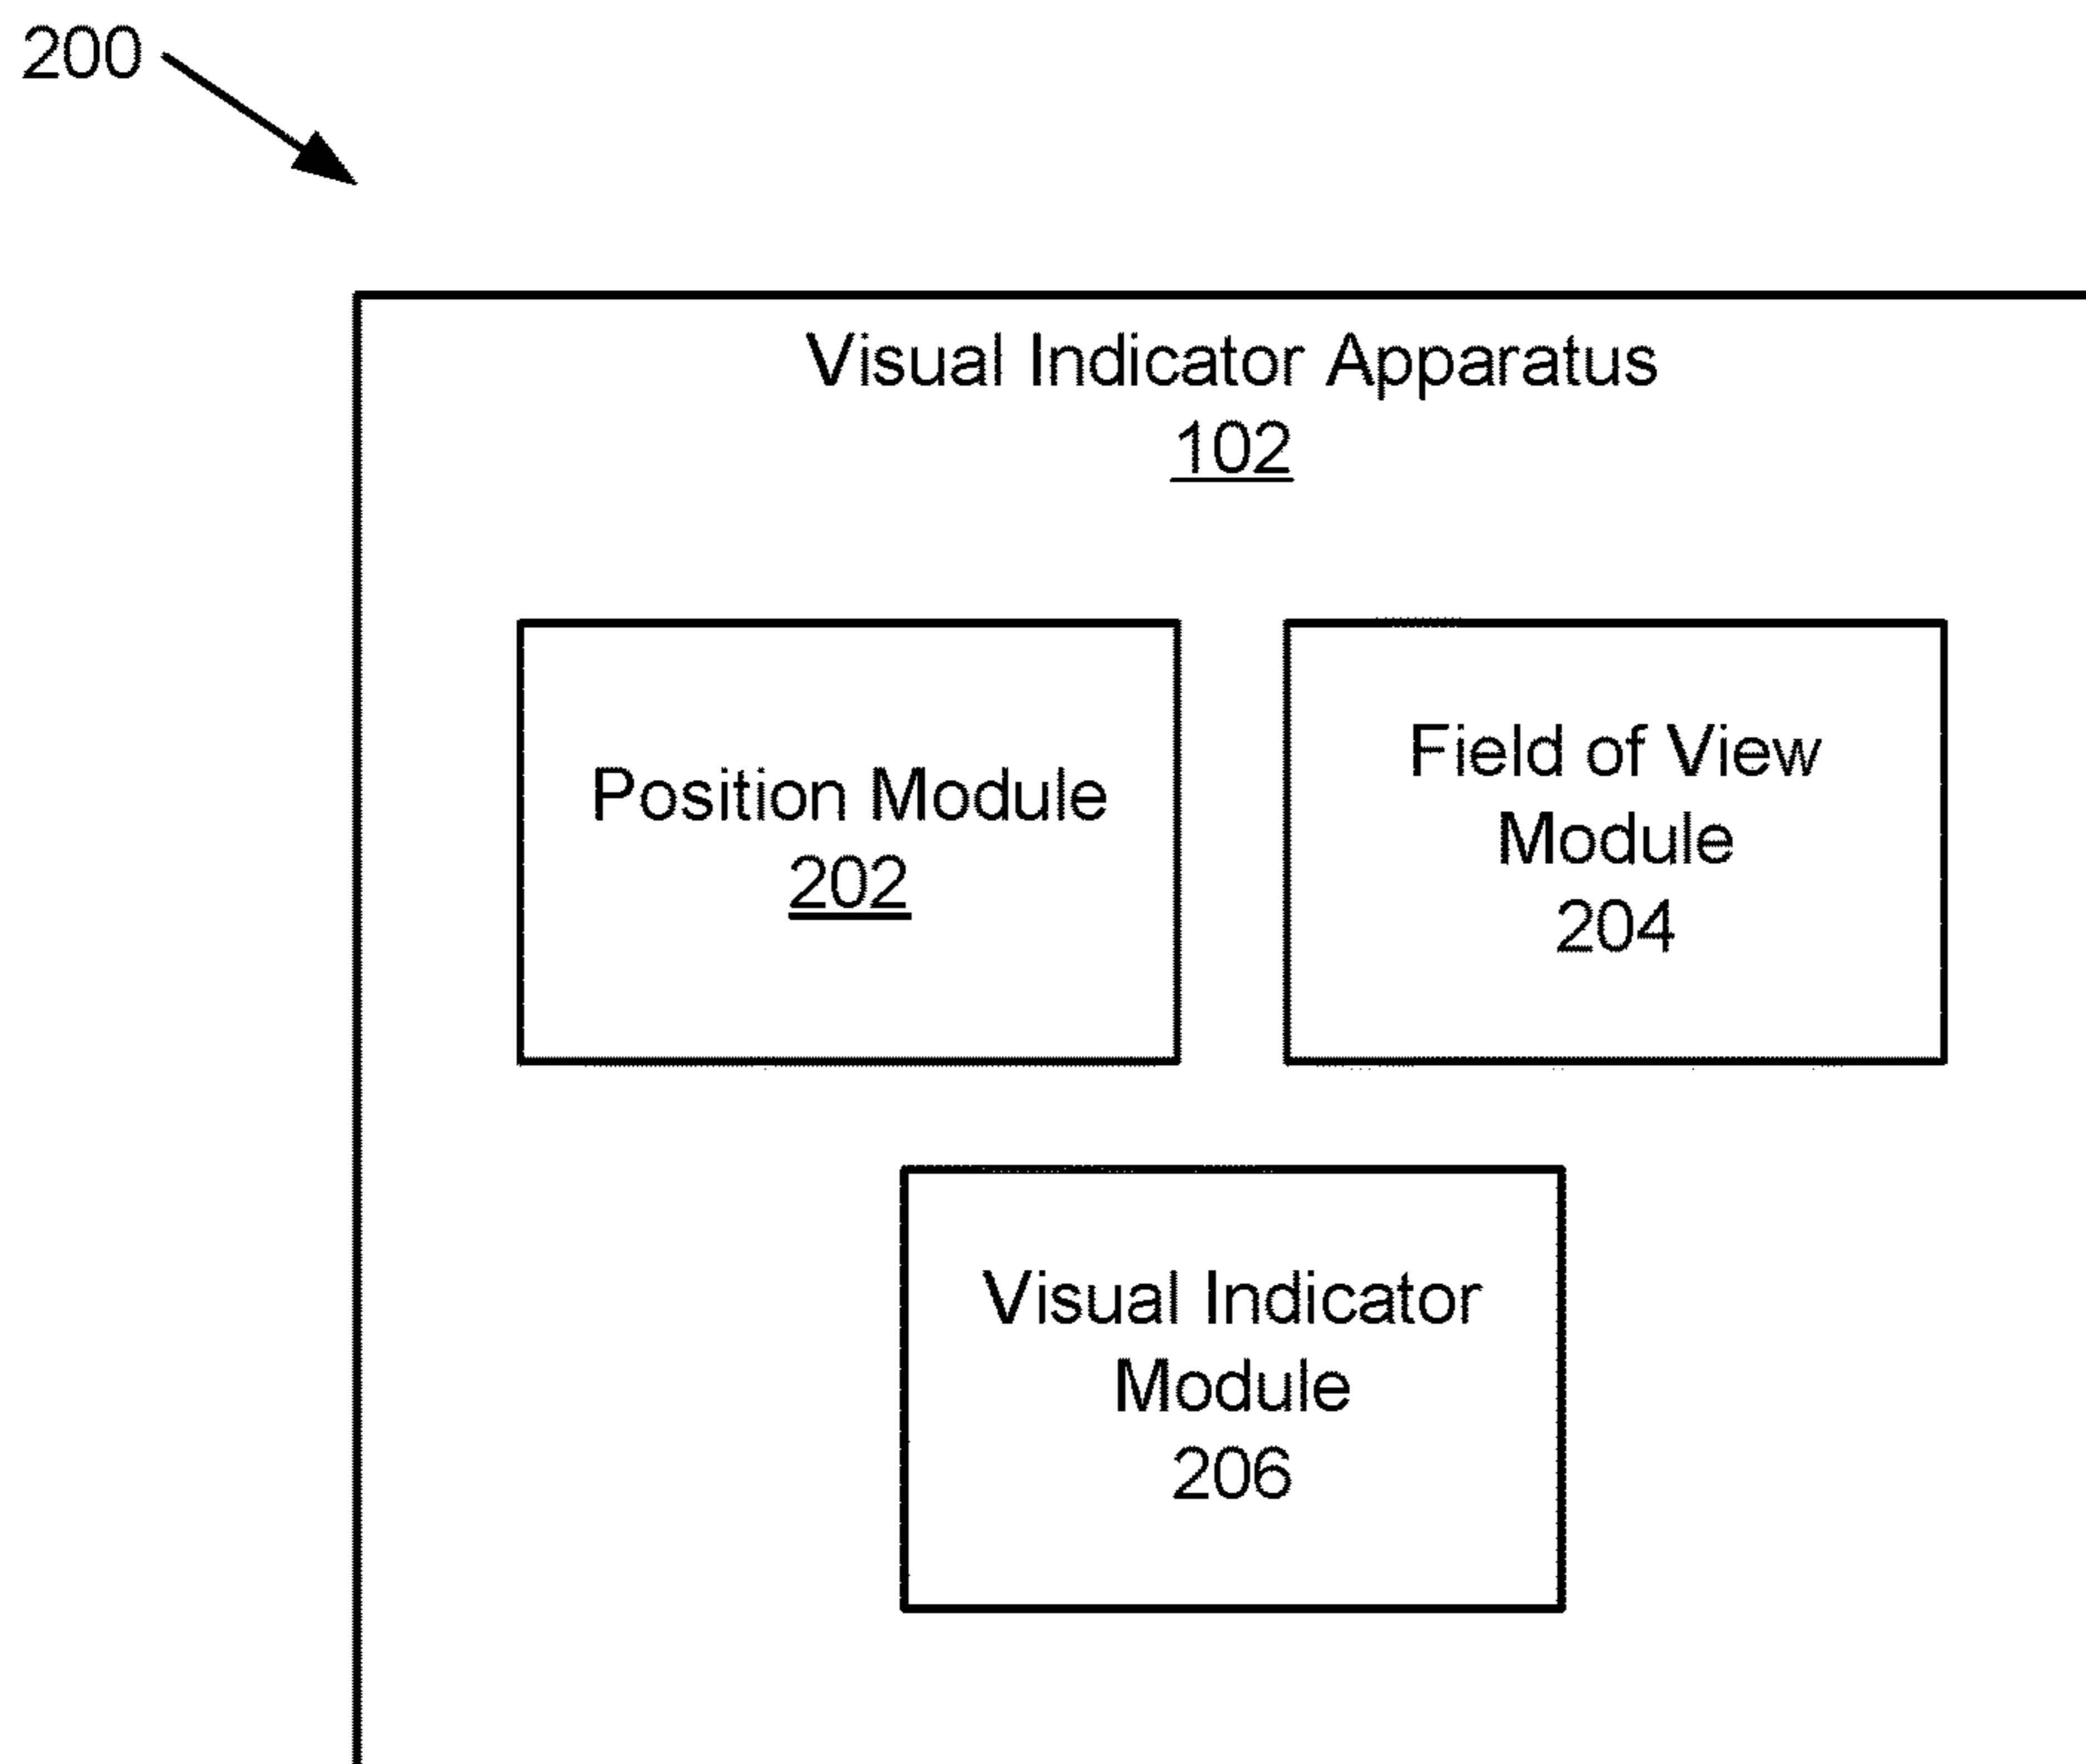 200
Visual Indicator Apparatus
102
Position Module
202
Field of View
Module
204
Visual Indicator
Module
206